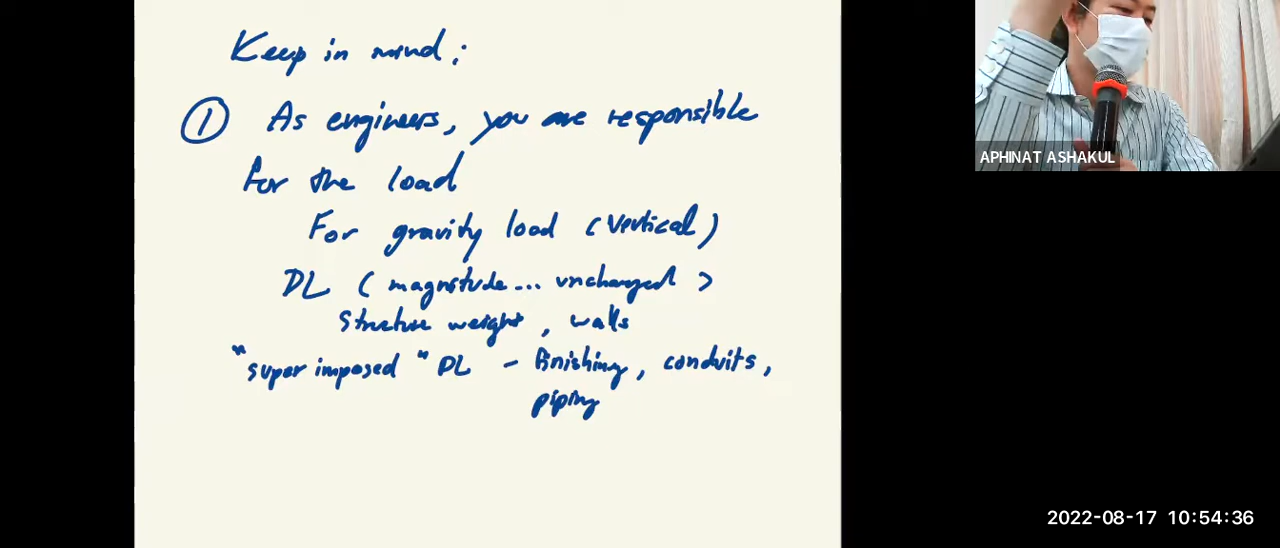 Keep in mind;
① As engineers, you are responsible
for the load
For gravity load (vertical)
DL (magnitude... unchanged)
Structure weight, walls
"super imposed" DL - finishing, conduits,
piping
APHINAT ASHAKUL
2022-08-17 10:54:36